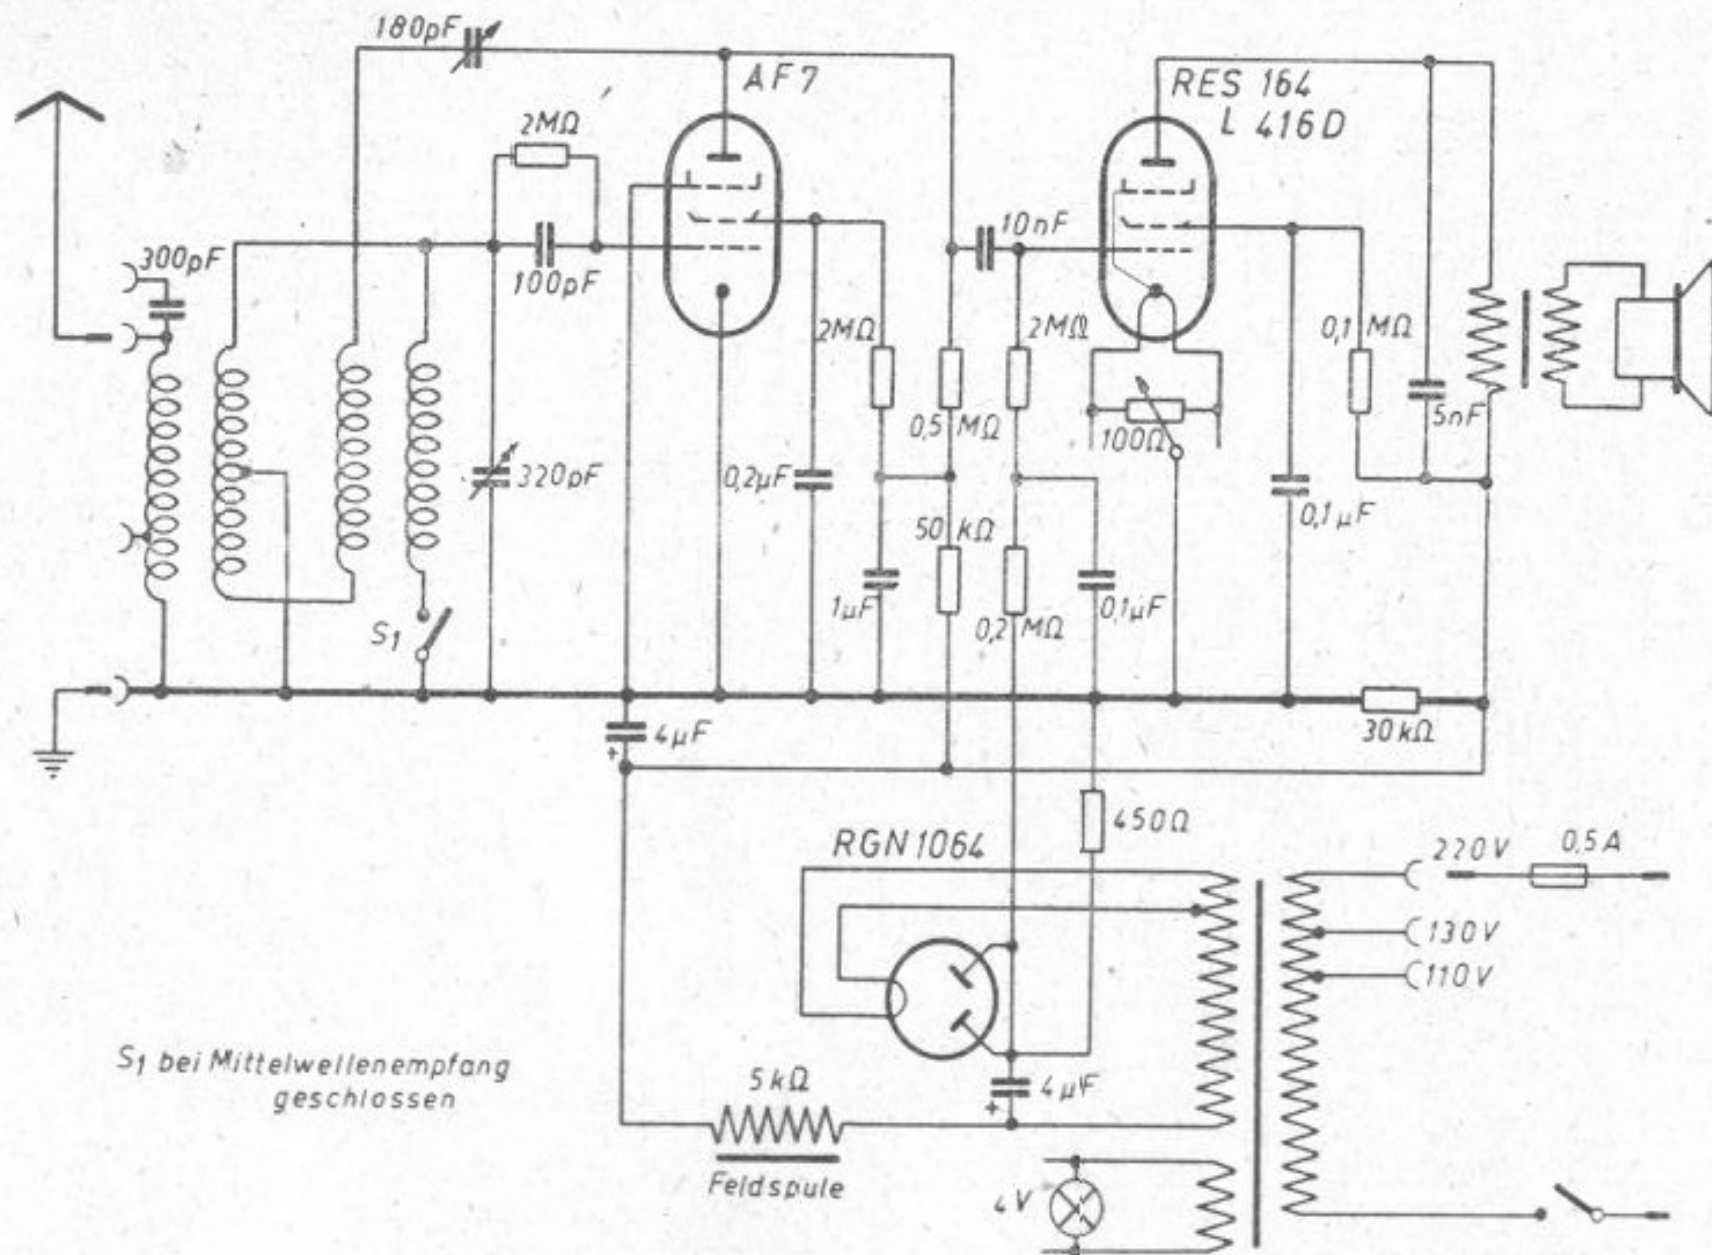 180pF
AF7
RES 164
L 416D
2MΩ
10nF
300pF
100pF
2MΩ
2MΩ
0,1 MΩ
320pF
0,2µF
0,5 MΩ
100Ω
5nF
50 kΩ
0,1µF
S1
1µF
0,2 MΩ
0,1µF
4µF
+
30kΩ
450Ω
RGN1064
220V
0,5A
130V
110V
S1 bei Mittelwellenempfang
geschlossen
5kΩ
4µF
+
Feldspule
4V